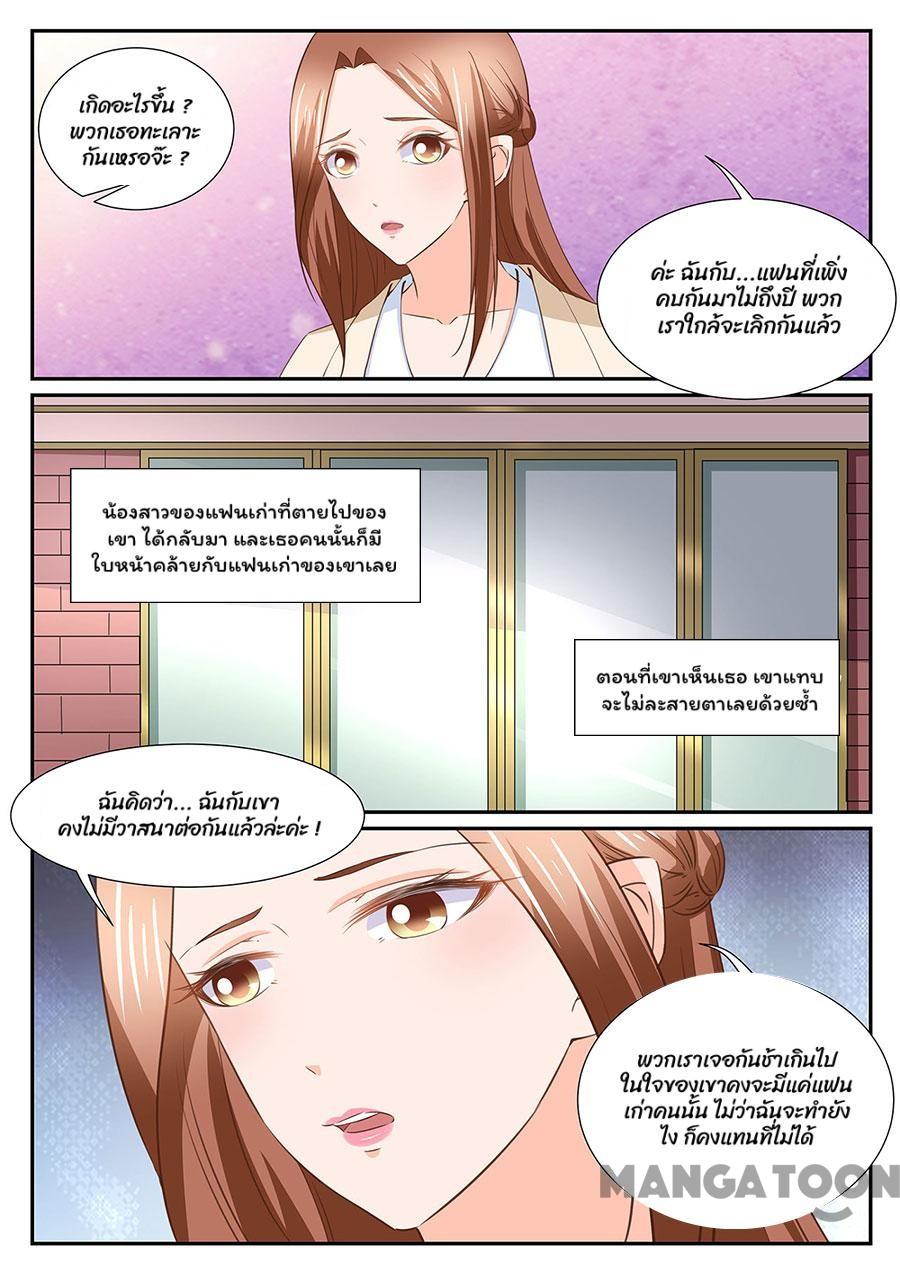 เกิดอะไรขึ้น ?
พวกเธอทะเลาะ
กันเหรอจ๊ะ ?
ค่ะ ฉันกับ...แฟนที่เพิ่ง
คบกันมาไม่ถึงปี พวก
เราใกล้จะเลิกกันแล้ว
น้องสาวของแฟนเก่าที่ตายไปของ
เขา ได้กลับมา และเธอคนนั้นก็มี
ใบหน้าคล้ายกับแฟนเก่าของเขาเลย
ตอนที่เขาเห็นเธอ เขาแทบ
จะไม่ละสายตาเลยด้วยซ้ำ
ฉันคิดว่า... ฉันกับเขา
คงไม่มีวาสนาต่อกันแล้วล่ะค่ะ !
พวกเราเจอกันช้าเกินไป
ในใจของเขาคงจะมีแค่แฟน
เก่าคนนั้น ไม่ว่าฉันจะทำยัง
ไง ก็คงแทนที่ไม่ได้
MANGATOON